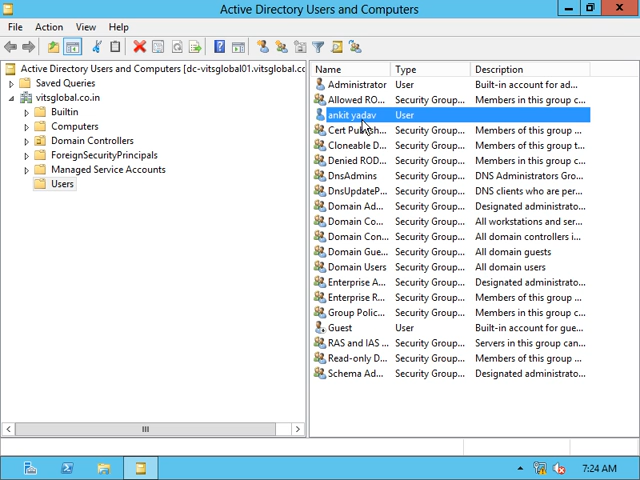 Active Directory Users and Computers
File Action View Help
Active Directory Users and Computers [dc-vitsglobal01.vitsglobal.cc
Saved Queries
vitsglobal.co.in
Builtin
Computers
Domain Controllers
ForeignSecurityPrincipals
Managed Service Accounts
Users
Name Type Description
Administrator User Built-in account for ad...
Allowed RO... Security Group... Members in this group c...
ankit yadav User
Cert Publish... Security Group... Members of this group ...
Cloneable D... Security Group... Members of this group t...
Denied ROD... Security Group... Members in this group c...
DnsAdmins Security Group... DNS Administrators Gro...
DnsUpdateP... Security Group... DNS clients who are per...
Domain Ad... Security Group... Designated administrato...
Domain Co... Security Group... All workstations and ser...
Domain Con... Security Group... All domain controllers i...
Domain Gue... Security Group... All domain guests
Domain Users Security Group... All domain users
Enterprise A... Security Group... Designated administrato...
Enterprise R... Security Group... Members of this group ...
Group Polic... Security Group... Members in this group c...
Guest User Built-in account for gue...
RAS and IAS ... Security Group... Servers in this group can...
Read-only D... Security Group... Members of this group ...
Schema Ad... Security Group... Designated administrato...
7:24 AM